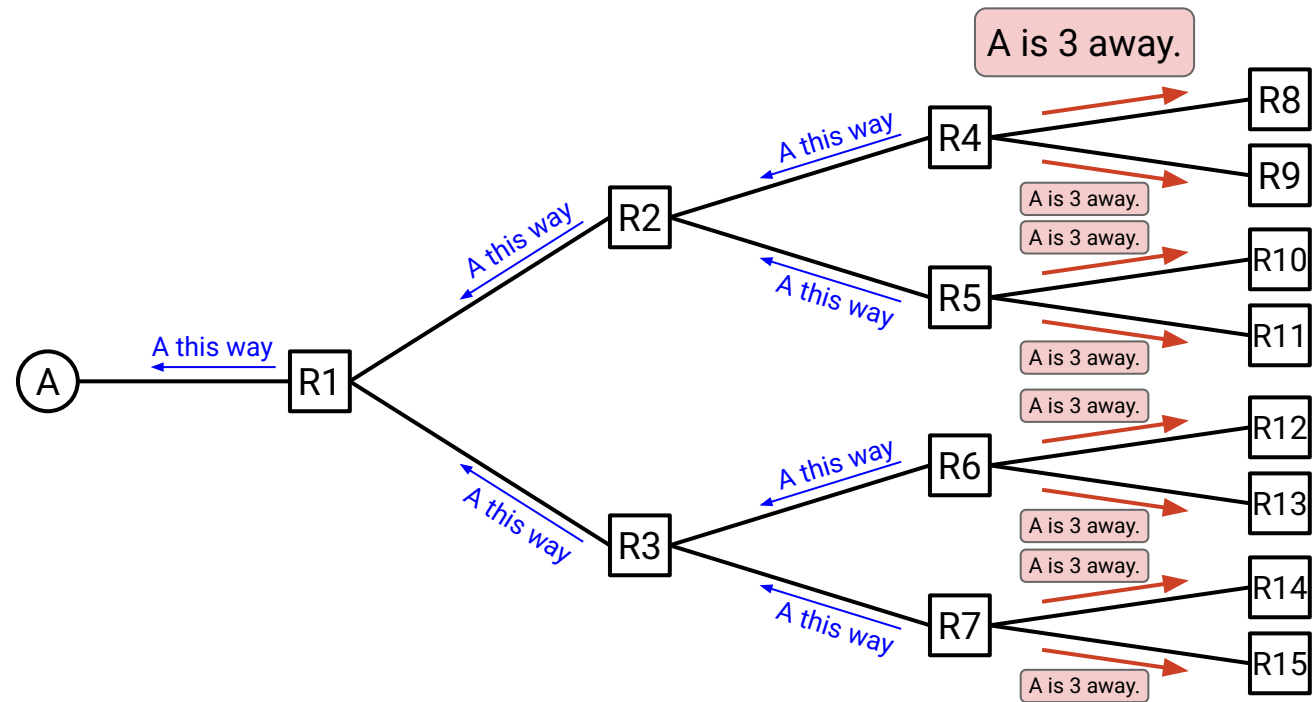 A is 3 away.
R8
A this way
R4
R9
A is 3 away.
R2
A this way
A is 3 away.
R10
A this way
R5
R11
A this way
A is 3 away.
A
R1
A is 3 away.
R12
A this way
R6
A this way
R13
A is 3 away.
R3
A is 3 away.
R14
A this way
R7
R15
A is 3 away.